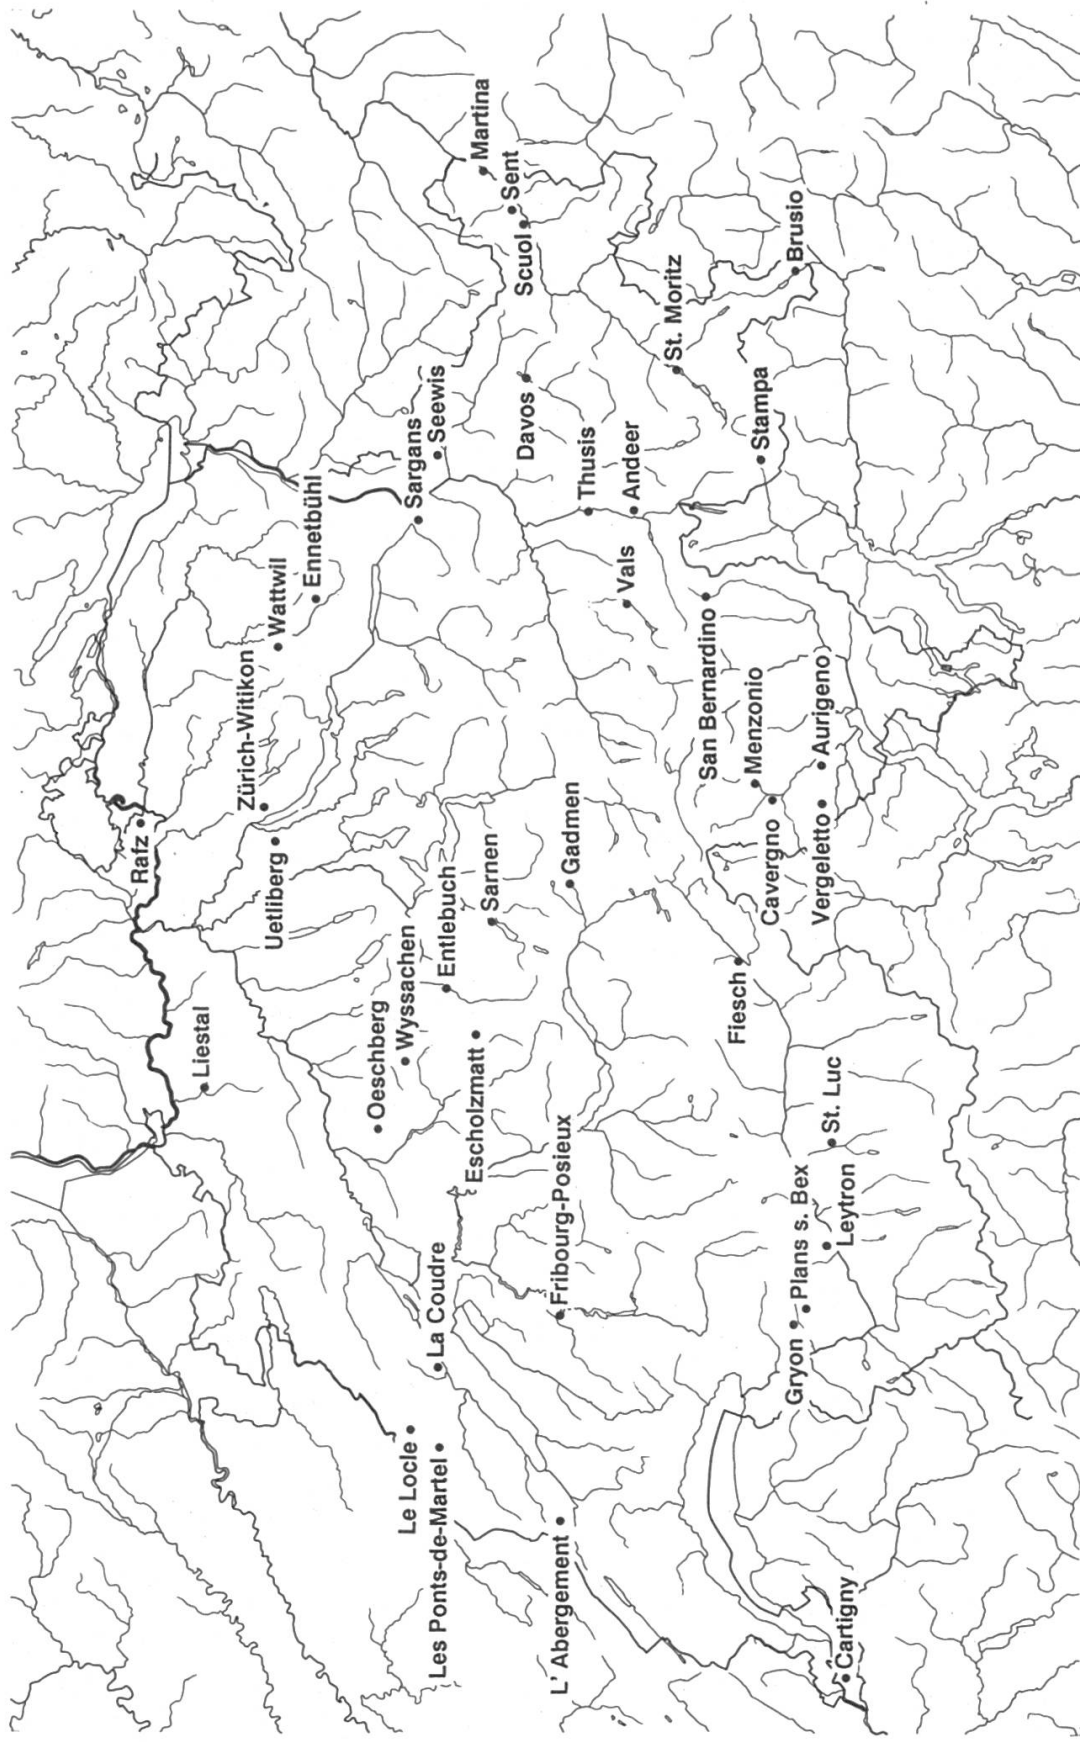 Rafz
Liestal
Zürich-Witikon
Uetliberg
Wattwil
Ennetbühl
Oeschberg
Wyssachen
Entlebuch
Escholzmatt
Sarnen
Sargans
Seewis
Martina
Sent
Scuol
Davos
Le Locle
Les Ponts-de-Martel
La Coudre
L' Abergement
Fribourg-Posieux
Gadmen
Thusis
Andeer
Vals
St. Moritz
San Bernardino
Stampa
Brusio
Menzonio
Cavergno
Vergeletto
Aurigeno
Fiesch
St. Luc
Gryon
Plans s. Bex
Leytron
Cartigny